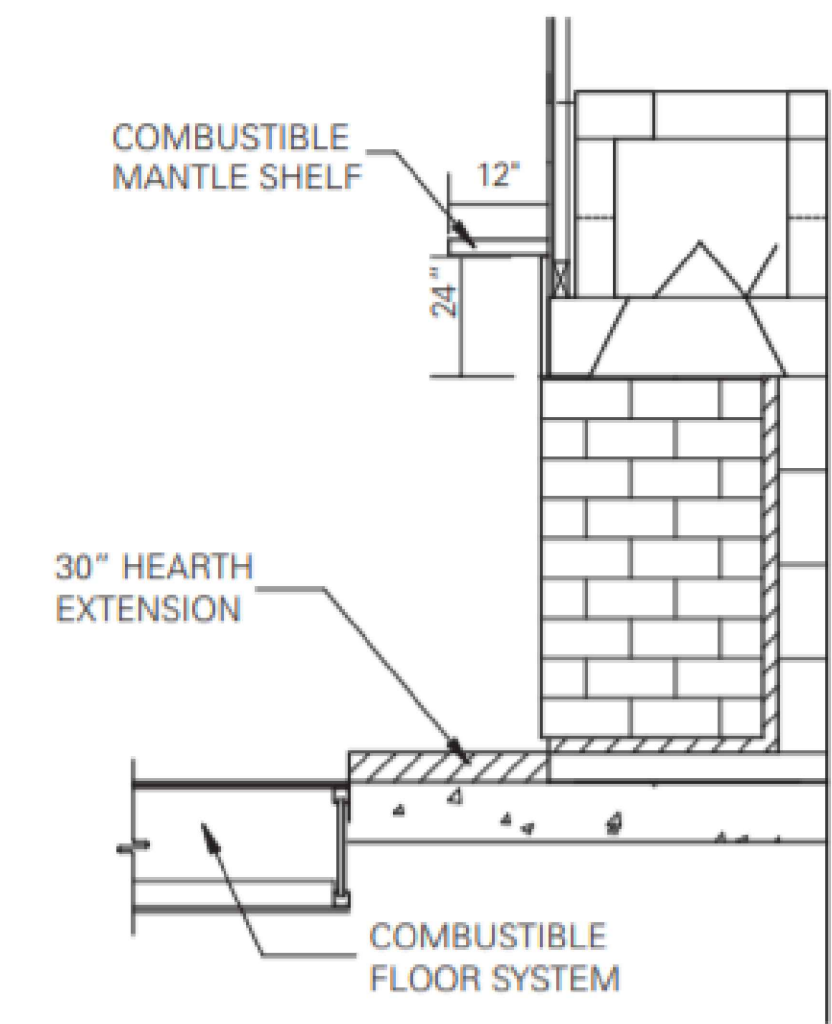 COMBUSTIBLE
MANTLE SHELF
12"
24"
30" HEARTH
EXTENSION
COMBUSTIBLE
FLOOR SYSTEM